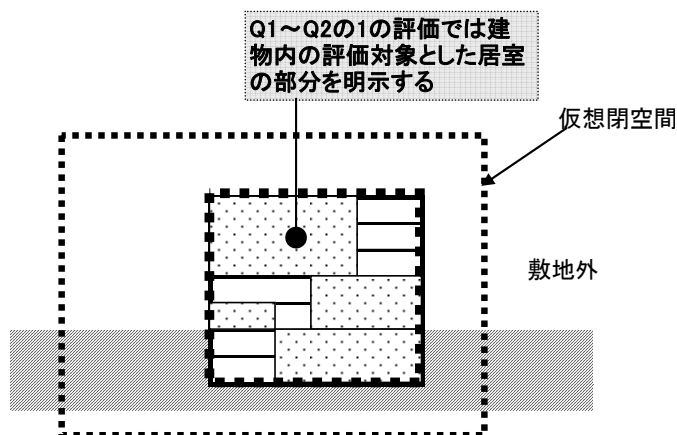 Q1～Q2の1の評価では建
物内の評価対象とした居室
の部分を明示する
仮想閉空間
敷地外